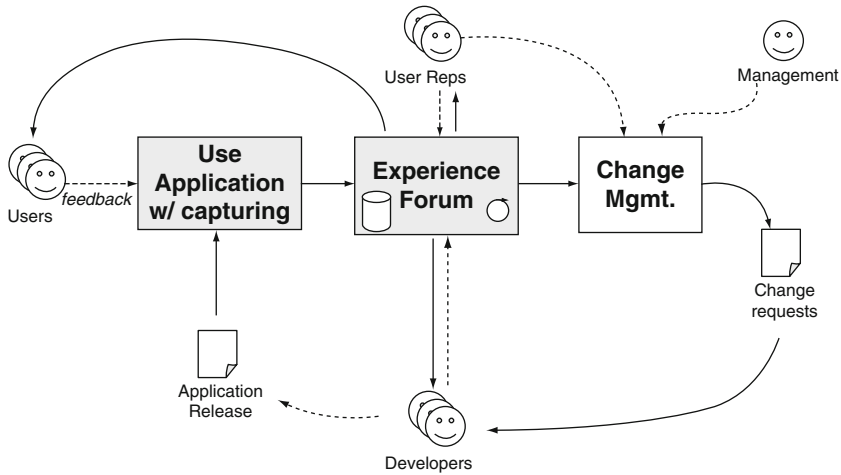 User Reps
Management
Users
feedback
Use
Application
w/ capturing
Experience
Forum
Change
Mgmt.
Change
requests
Application
Release
Developers